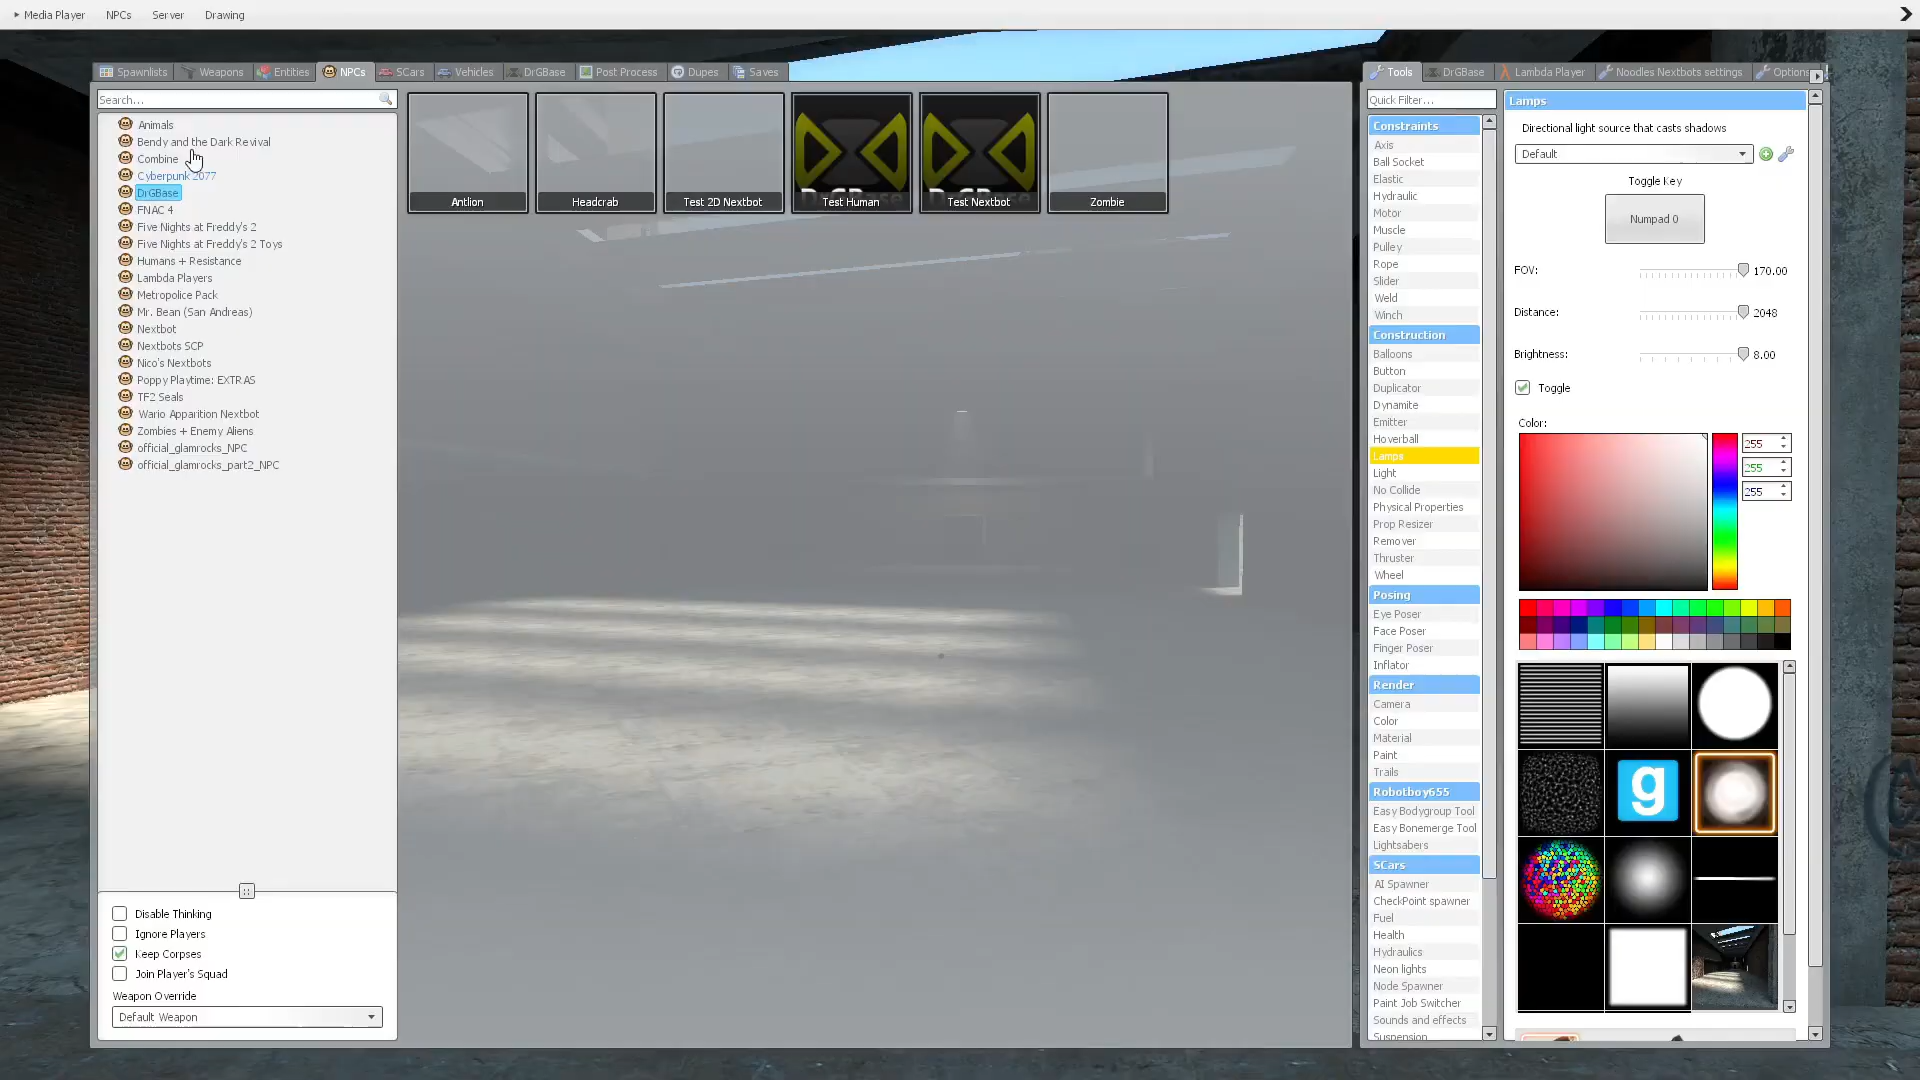 Media Player NPCs Server Drawing
Spawnlists Weapons Entities NPCs SCars Vehicles DrGBase Post Process Dupes Saves
Search...
Animals
Bendy and the Dark Revival
Combine
Cyberpunk 2077
DrGBase
FNAC 4
Five Nights at Freddy's 2
Five Nights at Freddy's 2 Toys
Humans + Resistance
Lambda Players
Metropolice Pack
Mr. Bean (San Andreas)
Nextbot
Nextbots SCP
Nico's Nextbots
Poppy Playtime: EXTRAS
TF2 Seals
Wario Apparition Nextbot
Zombies + Enemy Aliens
official_glamrocks_NPC
official_glamrocks_part2_NPC
Disable Thinking
Ignore Players
Keep Corpses
Join Player's Squad
Weapon Override
Default Weapon
Antlion
Headcrab
Test 2D Nextbot
Test Human
Test Nextbot
Zombie
Tools DrGBase Lambda Player Noodles Nextbots settings Options
Quick Filter...
Constraints
Axis
Ball Socket
Elastic
Hydraulic
Motor
Muscle
Pulley
Rope
Slider
Weld
Winch
Construction
Balloons
Button
Duplicator
Dynamite
Emitter
Hoverball
Lamps
Light
No Collide
Physical Properties
Prop Resizer
Remover
Thruster
Wheel
Posing
Eye Poser
Face Poser
Finger Poser
Inflator
Render
Camera
Color
Material
Paint
Trails
Robotboy655
Easy Bodygroup Tool
Easy Bonemerge Tool
Lightsabers
SCars
AI Spawner
CheckPoint spawner
Fuel
Health
Hydraulics
Neon lights
Node Spawner
Paint Job Switcher
Sounds and effects
Suspension
Lamps
Directional light source that casts shadows
Default
Toggle Key
Numpad 0
FOV: 170.00
Distance: 2048
Brightness: 8.00
Toggle
Color:
255
255
255
g